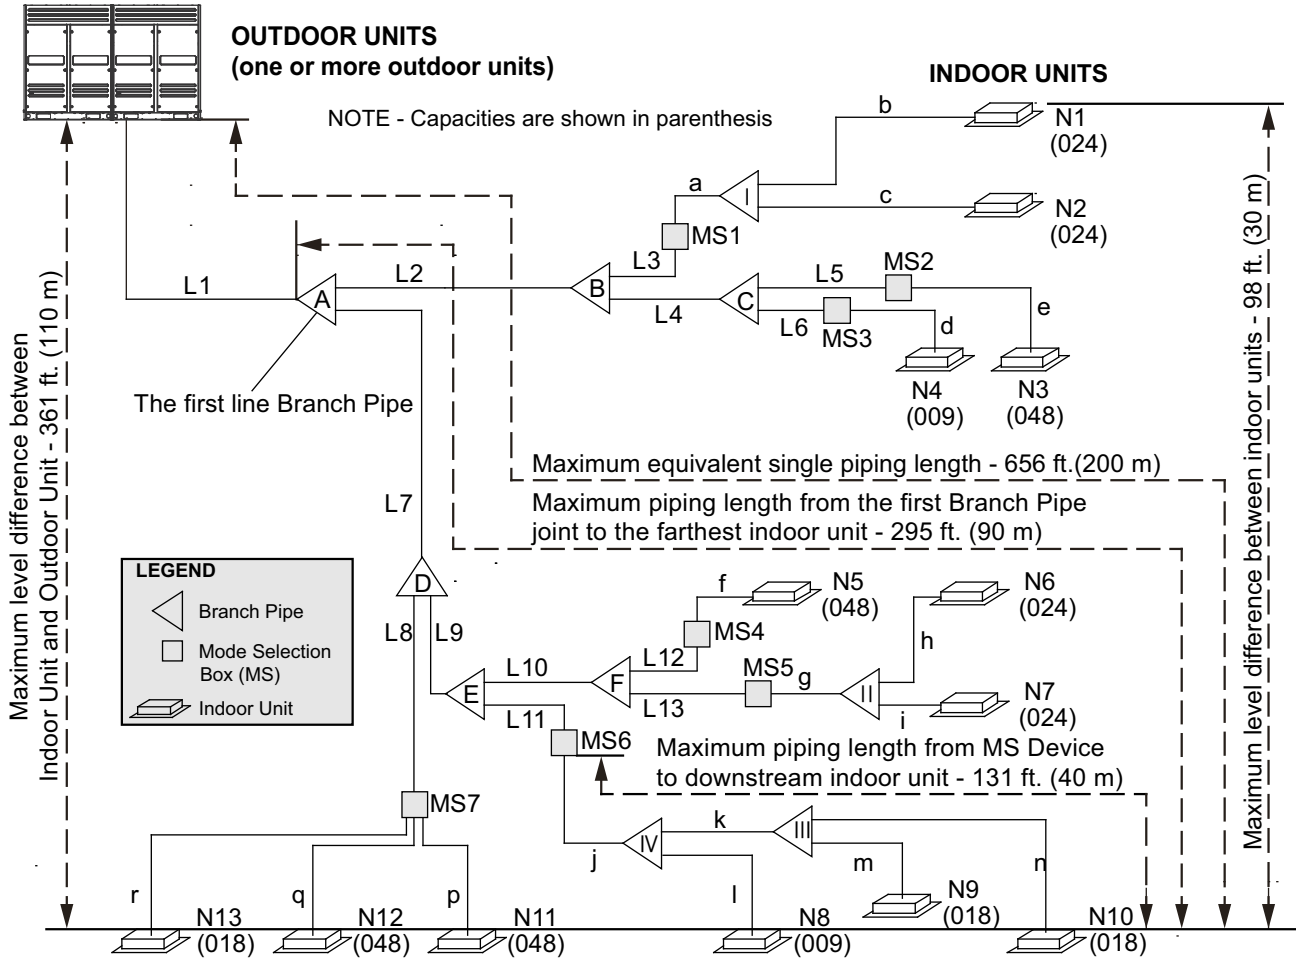 OUTDOOR UNITS
(one or more outdoor units)
INDOOR UNITS
NOTE - Capacities are shown in parenthesis
b
N1
(024)
a
I
c
N2
(024)
MS1
L3
L1
A
L2
B
L4
C
L5
MS2
L6
MS3
d
e
N4
(009)
N3
(048)
The first line Branch Pipe
Maximum level difference between
Indoor Unit and Outdoor Unit - 361 ft. (110 m)
Maximum level difference between indoor units - 98 ft. (30 m)
Maximum equivalent single piping length - 656 ft.(200 m)
Maximum piping length from the first Branch Pipe
joint to the farthest indoor unit - 295 ft. (90 m)
L7
LEGEND
Branch Pipe
Mode Selection
Box (MS)
Indoor Unit
D
L8
L9
f
N5
(048)
MS4
N6
(024)
h
E
L10
F
L12
L13
MS5
g
II
i
N7
(024)
L11
MS6
Maximum piping length from MS Device
to downstream indoor unit - 131 ft. (40 m)
MS7
j
IV
k
III
m
n
l
r
q
p
N9
(018)
N13
(018)
N12
(048)
N11
(048)
N8
(009)
N10
(018)